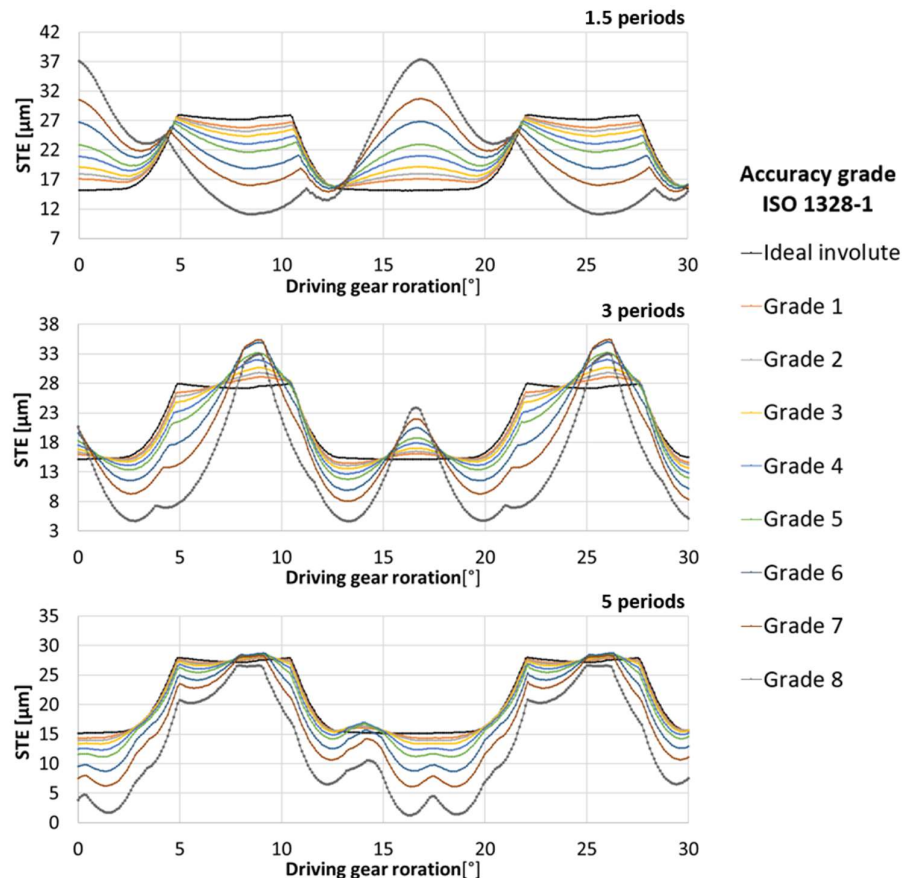 1.5 periods
42
37
32
27
22
17
12
7
STE [µm]
0 5 10 15 20 25 30
Driving gear roration[°]
3 periods
38
33
28
23
18
13
8
3
STE [µm]
0 5 10 15 20 25 30
Driving gear roration[°]
5 periods
35
30
25
20
15
10
5
0
STE [µm]
0 5 10 15 20 25 30
Driving gear roration[°]
Accuracy grade
ISO 1328-1
Ideal involute
Grade 1
Grade 2
Grade 3
Grade 4
Grade 5
Grade 6
Grade 7
Grade 8